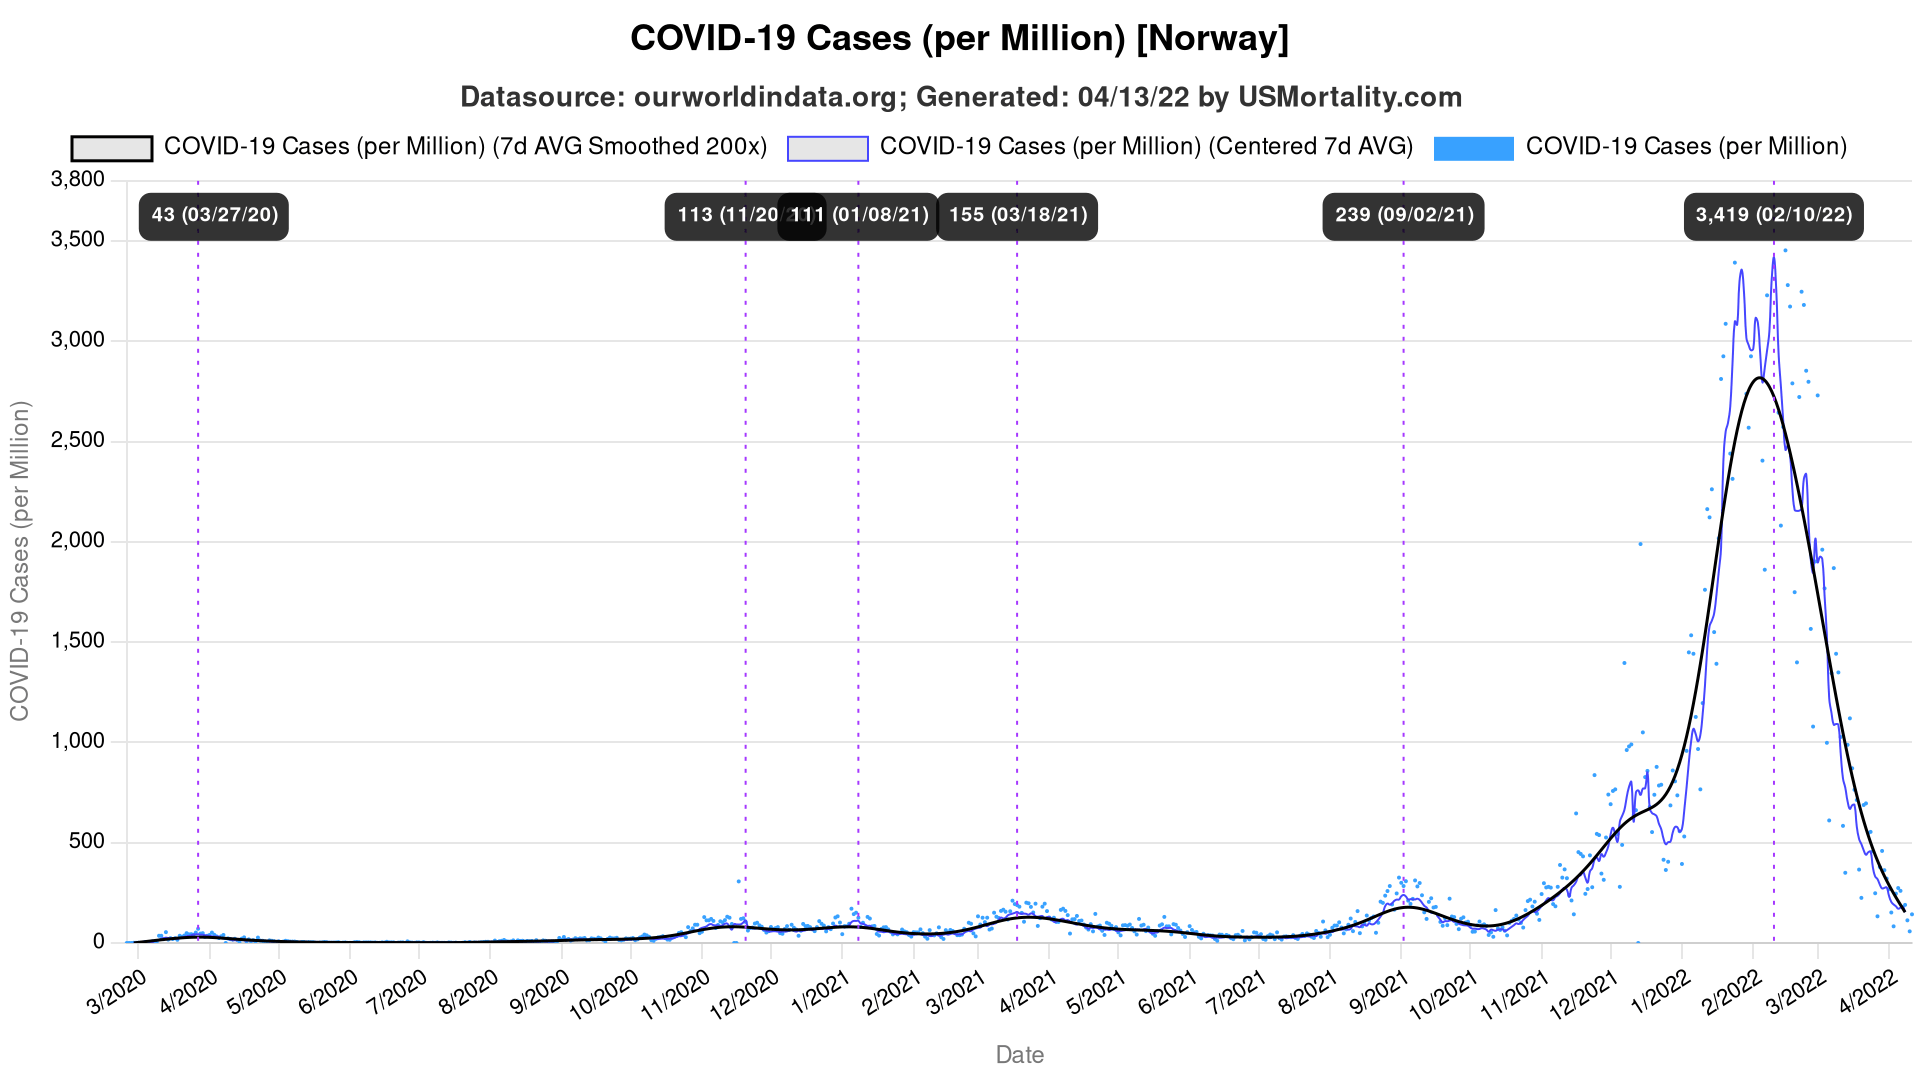 COVID-19 Cases (per Million) [Norway]
Datasource: ourworldindata.org; Generated: 04/13/22 by USMortality.com
COVID-19 Cases (per Million) (7d AVG Smoothed 200x) COVID-19 Cases (per Million) (Centered 7d AVG) COVID-19 Cases (per Million)
43 (03/27/20) 113 (11/20/20) 111 (01/08/21) 155 (03/18/21) 239 (09/02/21) 3,419 (02/10/22)
COVID-19 Cases (per Million)
3,800
3,500
3,000
2,500
2,000
1,500
1,000
500
0
3/2020 4/2020 5/2020 6/2020 7/2020 8/2020 9/2020 10/2020 11/2020 12/2020 1/2021 2/2021 3/2021 4/2021 5/2021 6/2021 7/2021 8/2021 9/2021 10/2021 11/2021 12/2021 1/2022 2/2022 3/2022 4/2022
Date